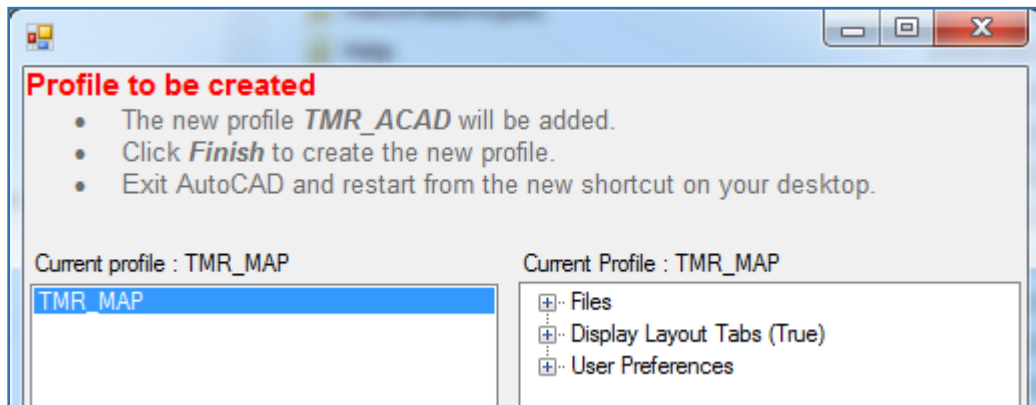 Profile to be created
• The new profile TMR_ACAD will be added.
• Click Finish to create the new profile.
• Exit AutoCAD and restart from the new shortcut on your desktop.
Current profile : TMR_MAP
TMR_MAP
Current Profile : TMR_MAP
Files
Display Layout Tabs (True)
User Preferences